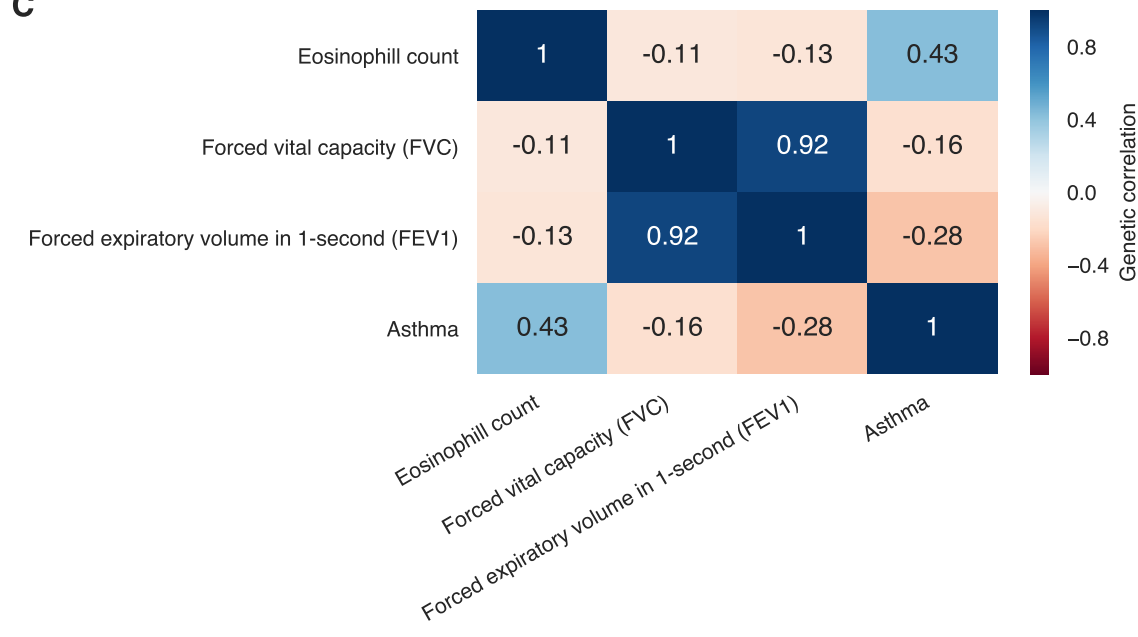 C
Eosinophill count 1 -0.11 -0.13 0.43
0.8
0.4
Forced vital capacity (FVC) -0.11 1 0.92 -0.16
0.0
Genetic correlation
Forced expiratory volume in 1-second (FEV1) -0.13 0.92 1 -0.28
−0.4
Asthma 0.43 -0.16 -0.28 1
−0.8
Eosinophill count
Forced vital capacity (FVC)
Forced expiratory volume in 1-second (FEV1)
Asthma